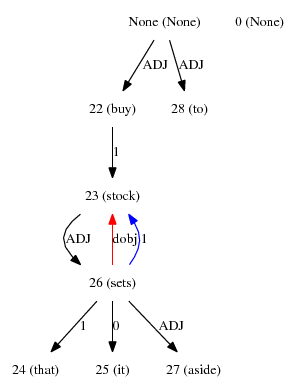 None (None) 0 (None)
ADJ ADJ
22 (buy) 28 (to)
1
23 (stock)
ADJ dobj 1
26 (sets)
1 0 ADJ
24 (that) 25 (it) 27 (aside)